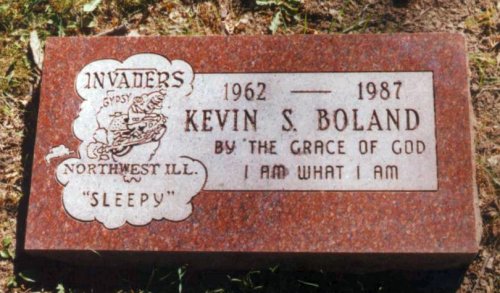 INVADERS
GYPSY
NORTHWEST ILL.
"SLEEPY"
1962 — 1987
KEVIN S. BOLAND
BY THE GRACE OF GOD
I AM WHAT I AM